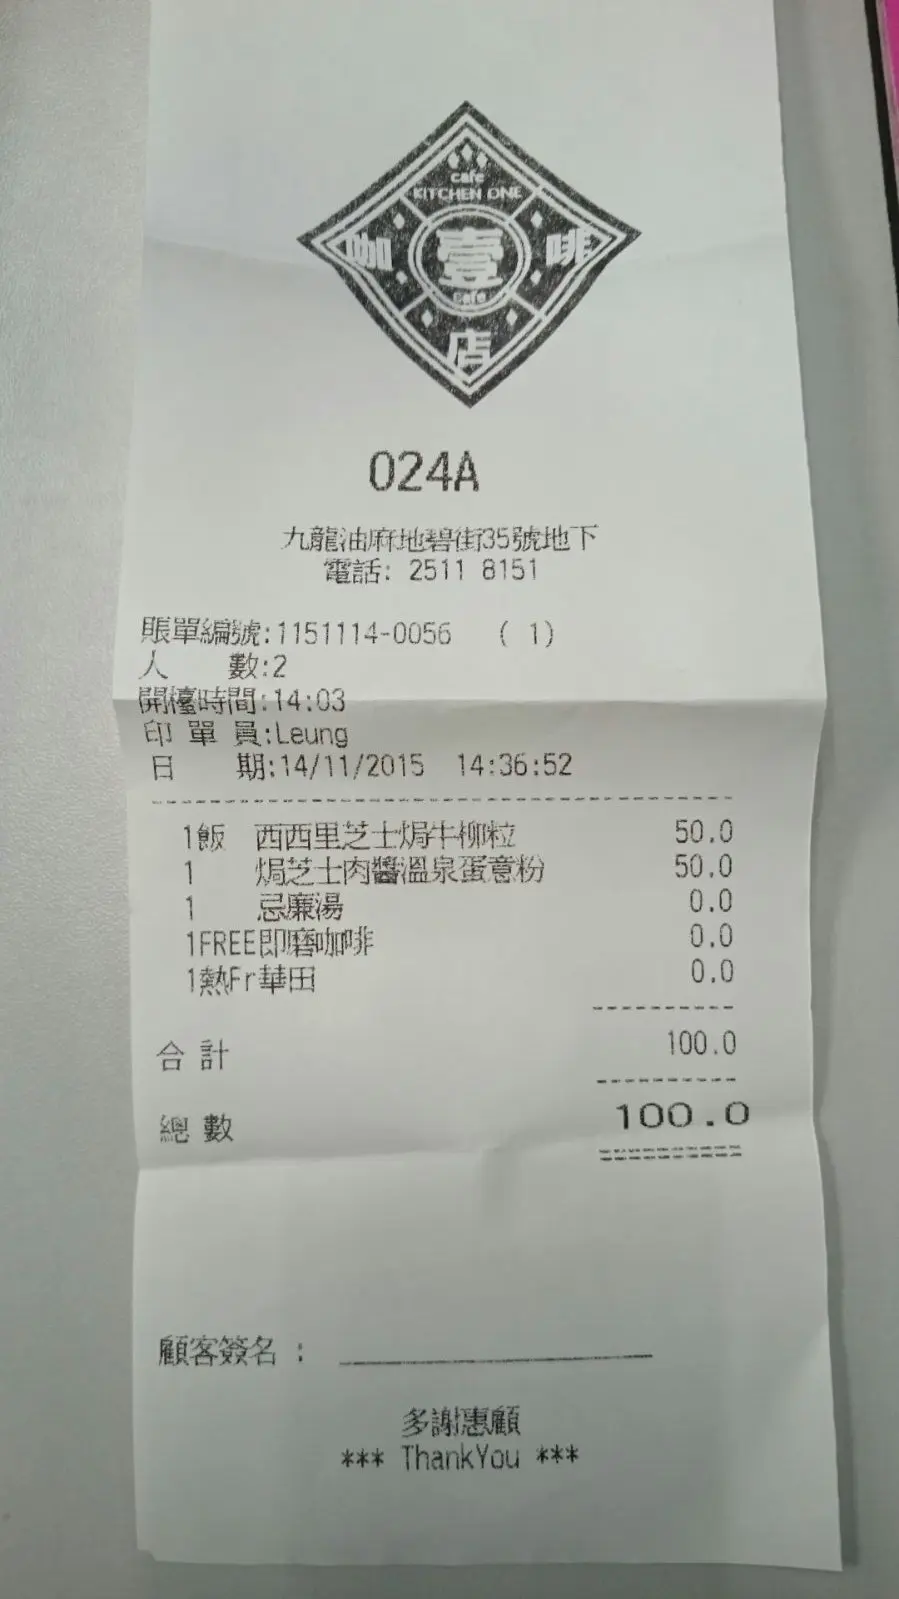 cafe
KITCHEN ONE
咖 壹 啡
cafe
店
024A
九龍油麻地碧街35號地下
電話: 2511 8151
賬單編號:1151114-0056 ( 1)
人 數:2
開檯時間:14:03
印 單 員:Leung
日 期:14/11/2015 14:36:52
1飯 西西里芝士焗牛柳粒 50.0
1 焗芝士肉醬溫泉蛋意粉 50.0
1 忌廉湯 0.0
1FREE即磨咖啡 0.0
1熱Fr華田 0.0
合 計 100.0
總 數 100.0
顧客簽名 :
多謝惠顧
*** ThankYou ***